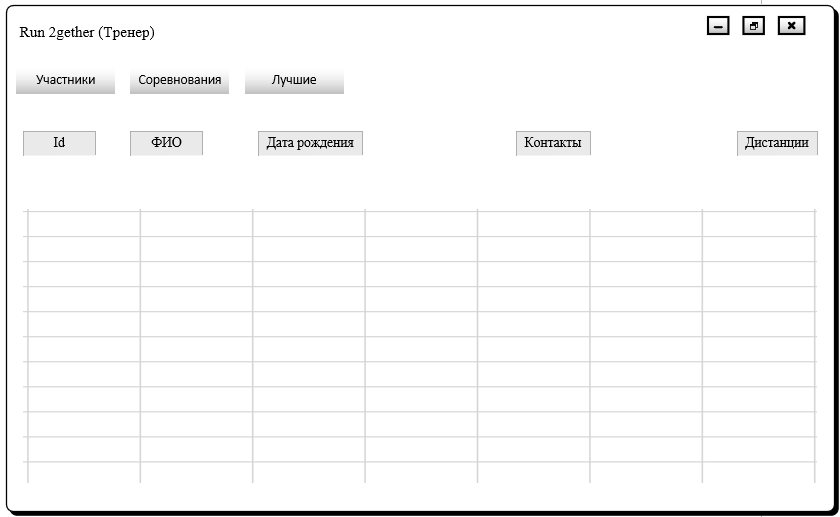 Run 2gether (Тренер)
Участники Соревнования Лучшие
Id ФИО Дата рождения Контакты Дистанции